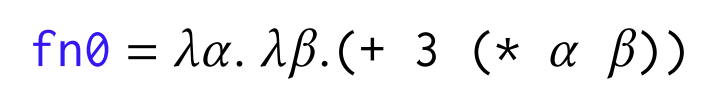 fn0 = λα. λβ.(+ 3 (* α β))